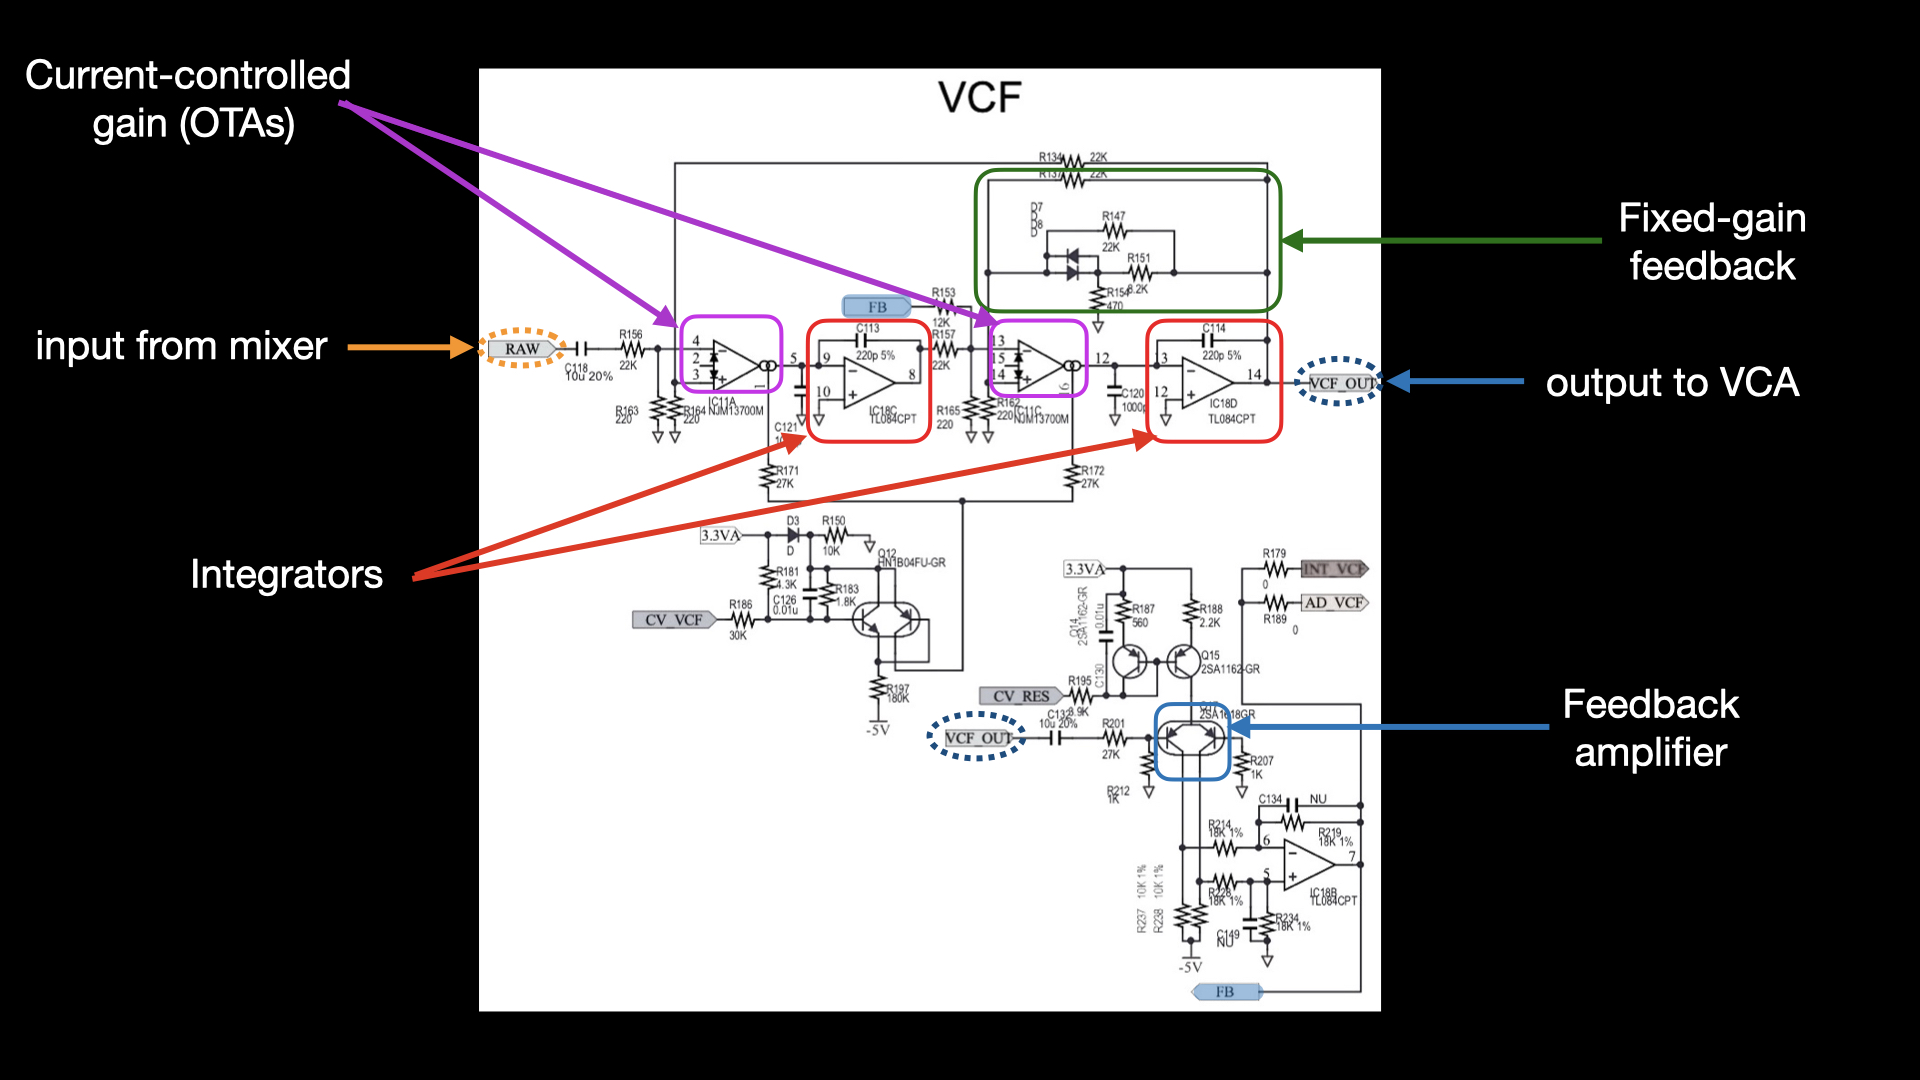 VCF
Current-controlled
gain (OTAs)
input from mixer
Integrators
Fixed-gain
feedback
output to VCA
Feedback
amplifier
R134 22K
R137 22K
D7
D
D8
D
R147
22K
R151
8.2K
R154
470
FB
R153
12K
RAW
C118
10u 20%
R156
22K
R163
220
R164
220
4
2
3
1
5
IC11A
NJM13700M
C121
9
10
8
C113
220p 5%
IC18C
TL084CPT
R157
22K
R165
220
R162
220
13
15
14
16
12
IC11C
NJM13700M
C120
1000p
13
12
14
C114
220p 5%
IC18D
TL084CPT
VCF_OUT
R171
27K
R172
27K
3.3VA
D3
D
R150
10K
Q12
HN1B04FU-GR
R181
4.3K
C126
0.01u
R183
1.8K
CV_VCF
R186
30K
R197
180K
-5V
3.3VA
Q14
2SA1162-GR
0.01u
C130
R187
560
R188
2.2K
Q15
2SA1162-GR
CV_RES
R195
VCF_OUT
C132
10u 20%
R201
27K
R212
1K
2SA1618GR
R207
1K
R179
0
INT_VCF
R189
0
AD_VCF
C134 NU
R214
18K 1%
R219
18K 1%
6
5
7
R228
18K 1%
IC18B
TL084CPT
R237 10K 1%
R238 10K 1%
C149
NU
R234
18K 1%
-5V
FB